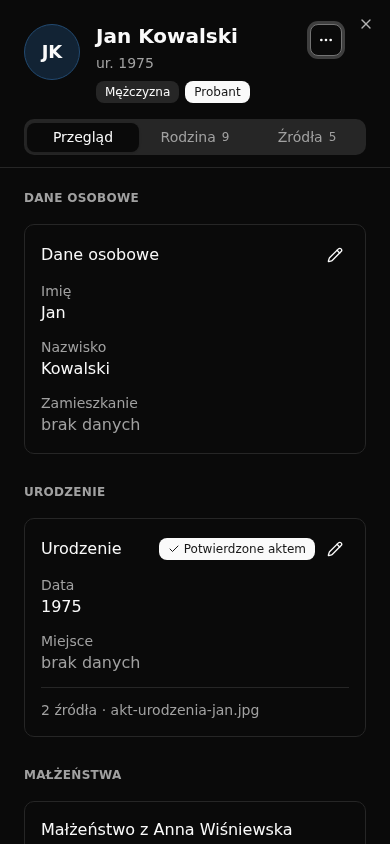 JK
Jan Kowalski
ur. 1975
Mężczyzna Probant
Przegląd Rodzina 9 Źródła 5
DANE OSOBOWE
Dane osobowe
Imię
Jan
Nazwisko
Kowalski
Zamieszkanie
brak danych
URODZENIE
Urodzenie Potwierdzone aktem
Data
1975
Miejsce
brak danych
2 źródła · akt-urodzenia-jan.jpg
MAŁŻEŃSTWA
Małżeństwo z Anna Wiśniewska